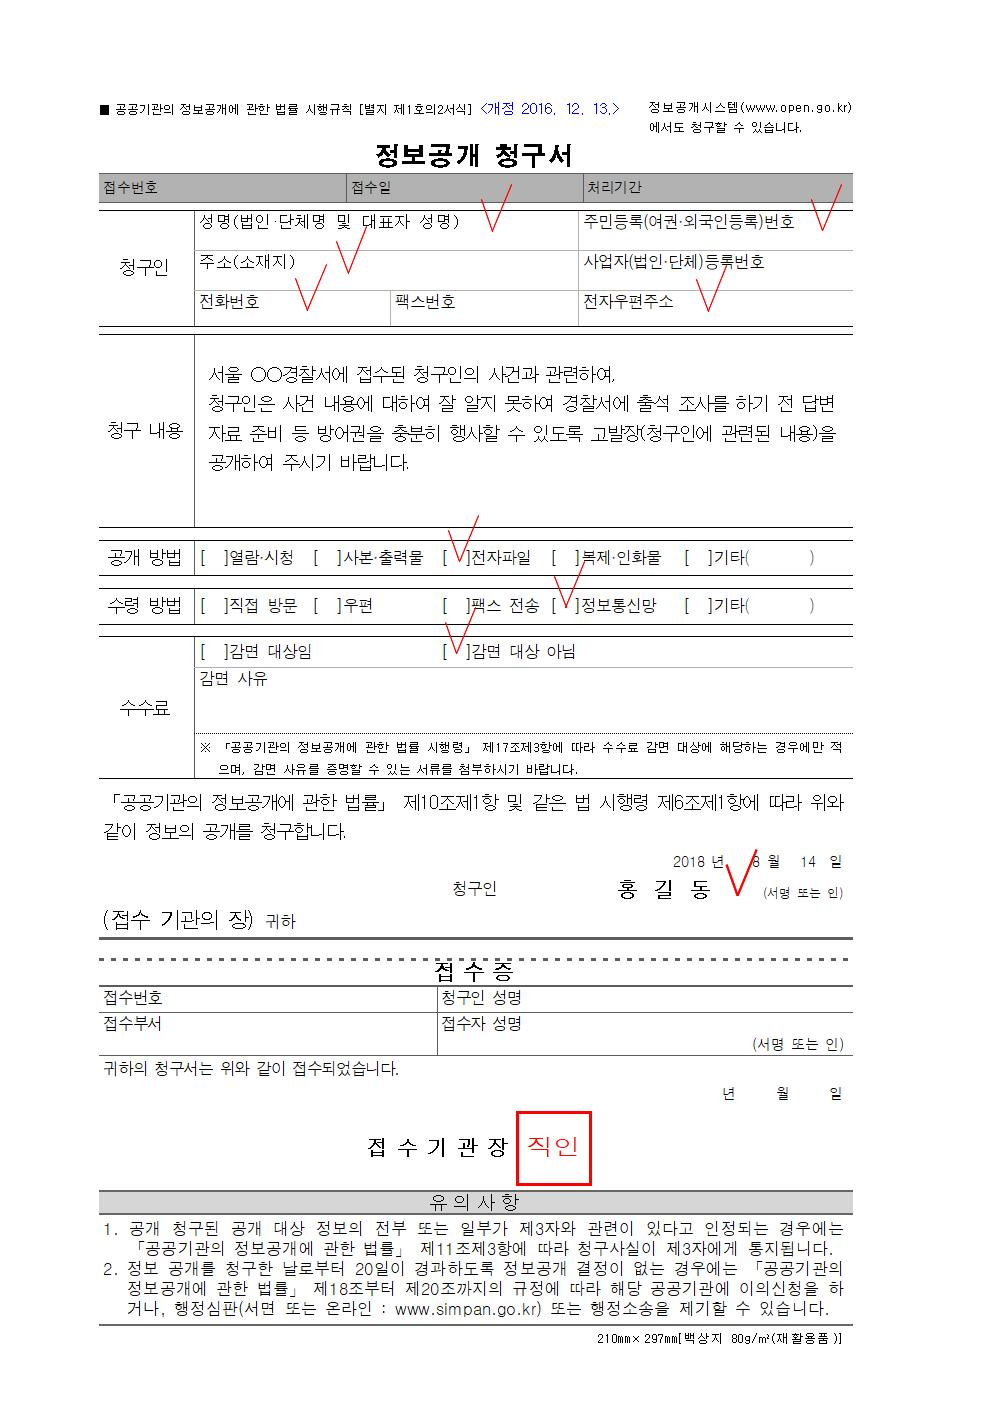 ■ 공공기관의 정보공개에 관한 법률 시행규칙 [별지 제1호의2서식] <개정 2016. 12. 13.>
정보공개시스템(www.open.go.kr)
에서도 청구할 수 있습니다.
정보공개 청구서
접수번호 접수일 처리기간
청구인
성명(법인·단체명 및 대표자 성명) 주민등록(여권·외국인등록)번호
주소(소재지) 사업자(법인·단체)등록번호
전화번호 팩스번호 전자우편주소
청구 내용
서울 ○○경찰서에 접수된 청구인의 사건과 관련하여,
청구인은 사건 내용에 대하여 잘 알지 못하여 경찰서에 출석 조사를 하기 전 답변
자료 준비 등 방어권을 충분히 행사할 수 있도록 고발장(청구인에 관련된 내용)을
공개하여 주시기 바랍니다.
공개 방법 [ ]열람·시청 [ ]사본·출력물 [ ]전자파일 [ ]복제·인화물 [ ]기타( )
수령 방법 [ ]직접 방문 [ ]우편 [ ]팩스 전송 [ ]정보통신망 [ ]기타( )
수수료
[ ]감면 대상임 [ ]감면 대상 아님
감면 사유
※ 「공공기관의 정보공개에 관한 법률 시행령」 제17조제3항에 따라 수수료 감면 대상에 해당하는 경우에만 적
으며, 감면 사유를 증명할 수 있는 서류를 첨부하시기 바랍니다.
「공공기관의 정보공개에 관한 법률」 제10조제1항 및 같은 법 시행령 제6조제1항에 따라 위와
같이 정보의 공개를 청구합니다.
2018 년 8 월 14 일
청구인 홍 길 동 (서명 또는 인)
(접수 기관의 장) 귀하
접 수 증
접수번호 청구인 성명
접수부서 접수자 성명
(서명 또는 인)
귀하의 청구서는 위와 같이 접수되었습니다.
년 월 일
접 수 기 관 장 직인
유 의 사 항
1. 공개 청구된 공개 대상 정보의 전부 또는 일부가 제3자와 관련이 있다고 인정되는 경우에는
「공공기관의 정보공개에 관한 법률」 제11조제3항에 따라 청구사실이 제3자에게 통지됩니다.
2. 정보 공개를 청구한 날로부터 20일이 경과하도록 정보공개 결정이 없는 경우에는 「공공기관의
정보공개에 관한 법률」 제18조부터 제20조까지의 규정에 따라 해당 공공기관에 이의신청을 하
거나, 행정심판(서면 또는 온라인 : www.simpan.go.kr) 또는 행정소송을 제기할 수 있습니다.
210㎜×297㎜[백상지 80g/㎡(재활용품)]